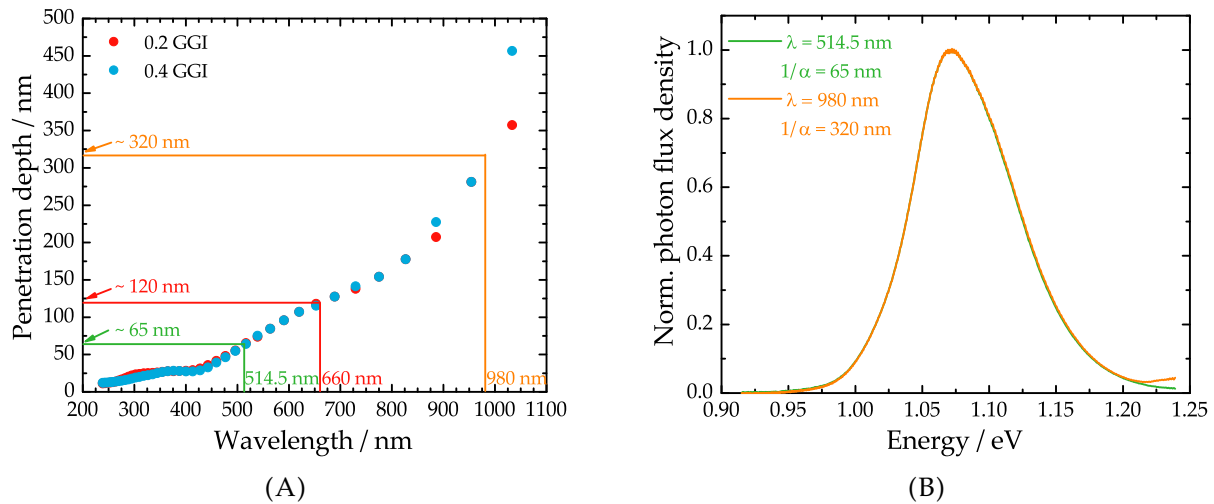 500
450
400
350
300
250
200
150
100
50
0
Penetration depth / nm
0.2 GGI
0.4 GGI
~ 320 nm
~ 120 nm
~ 65 nm
514.5 nm
660 nm
980 nm
200 300 400 500 600 700 800 900 1000 1100
Wavelength / nm
(A)
1.0
0.8
0.6
0.4
0.2
0.0
Norm. photon flux density
λ = 514.5 nm
1/α = 65 nm
λ = 980 nm
1/α = 320 nm
0.90 0.95 1.00 1.05 1.10 1.15 1.20 1.25
Energy / eV
(B)